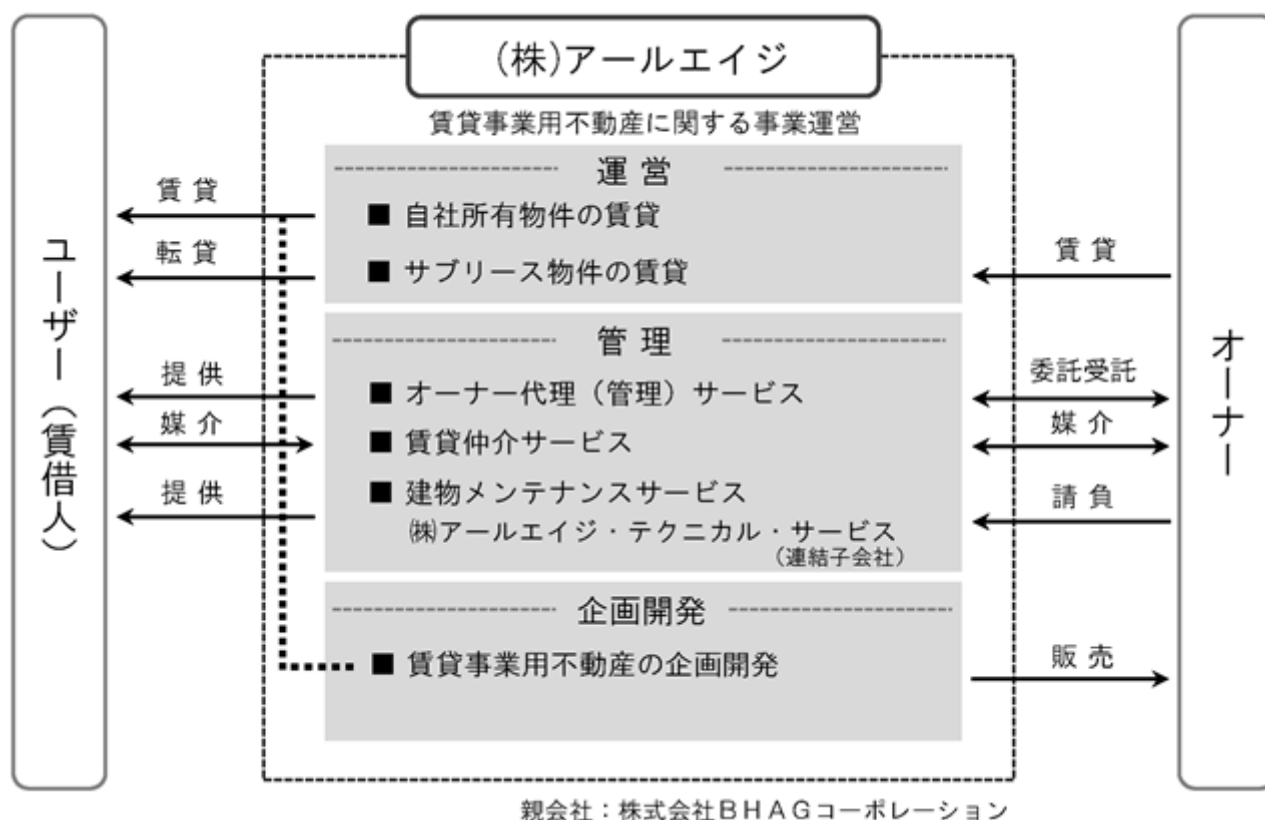 (株)アールエイジ
賃貸事業用不動産に関する事業運営
ユーザー（賃借人）
賃 貸
転 貸
提 供
媒 介
提 供
運 営
■ 自社所有物件の賃貸
■ サブリース物件の賃貸
管 理
■ オーナー代理（管理）サービス
■ 賃貸仲介サービス
■ 建物メンテナンスサービス
㈱アールエイジ・テクニカル・サービス
（連結子会社）
企画開発
■ 賃貸事業用不動産の企画開発
賃 貸
委託受託
媒 介
請 負
販 売
オーナー
親会社：株式会社ＢＨＡＧコーポレーション